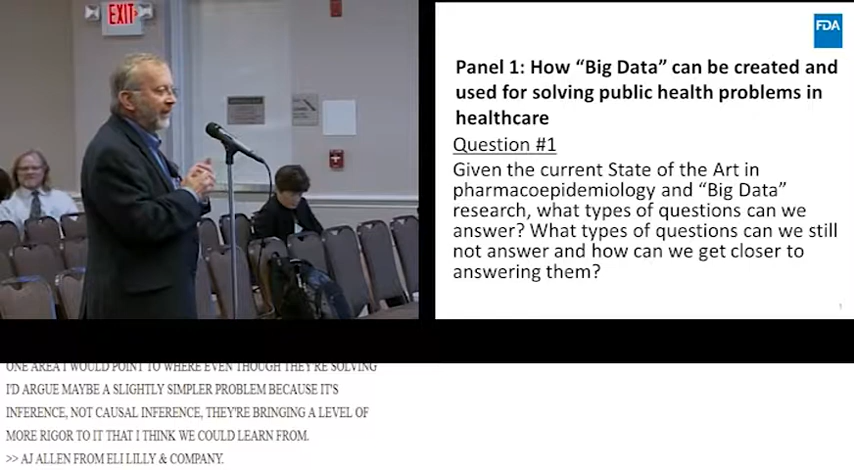 EXIT
FDA
Panel 1: How “Big Data” can be created and
used for solving public health problems in
healthcare
Question #1
Given the current State of the Art in
pharmacoepidemiology and “Big Data”
research, what types of questions can we
answer? What types of questions can we still
not answer and how can we get closer to
answering them?
1
ONE AREA I WOULD POINT TO WHERE EVEN THOUGH THEY'RE SOLVING
I'D ARGUE MAYBE A SLIGHTLY SIMPLER PROBLEM BECAUSE IT'S
INFERENCE, NOT CAUSAL INFERENCE, THEY'RE BRINGING A LEVEL OF
MORE RIGOR TO IT THAT I THINK WE COULD LEARN FROM.
>> AJ ALLEN FROM ELI LILLY & COMPANY.